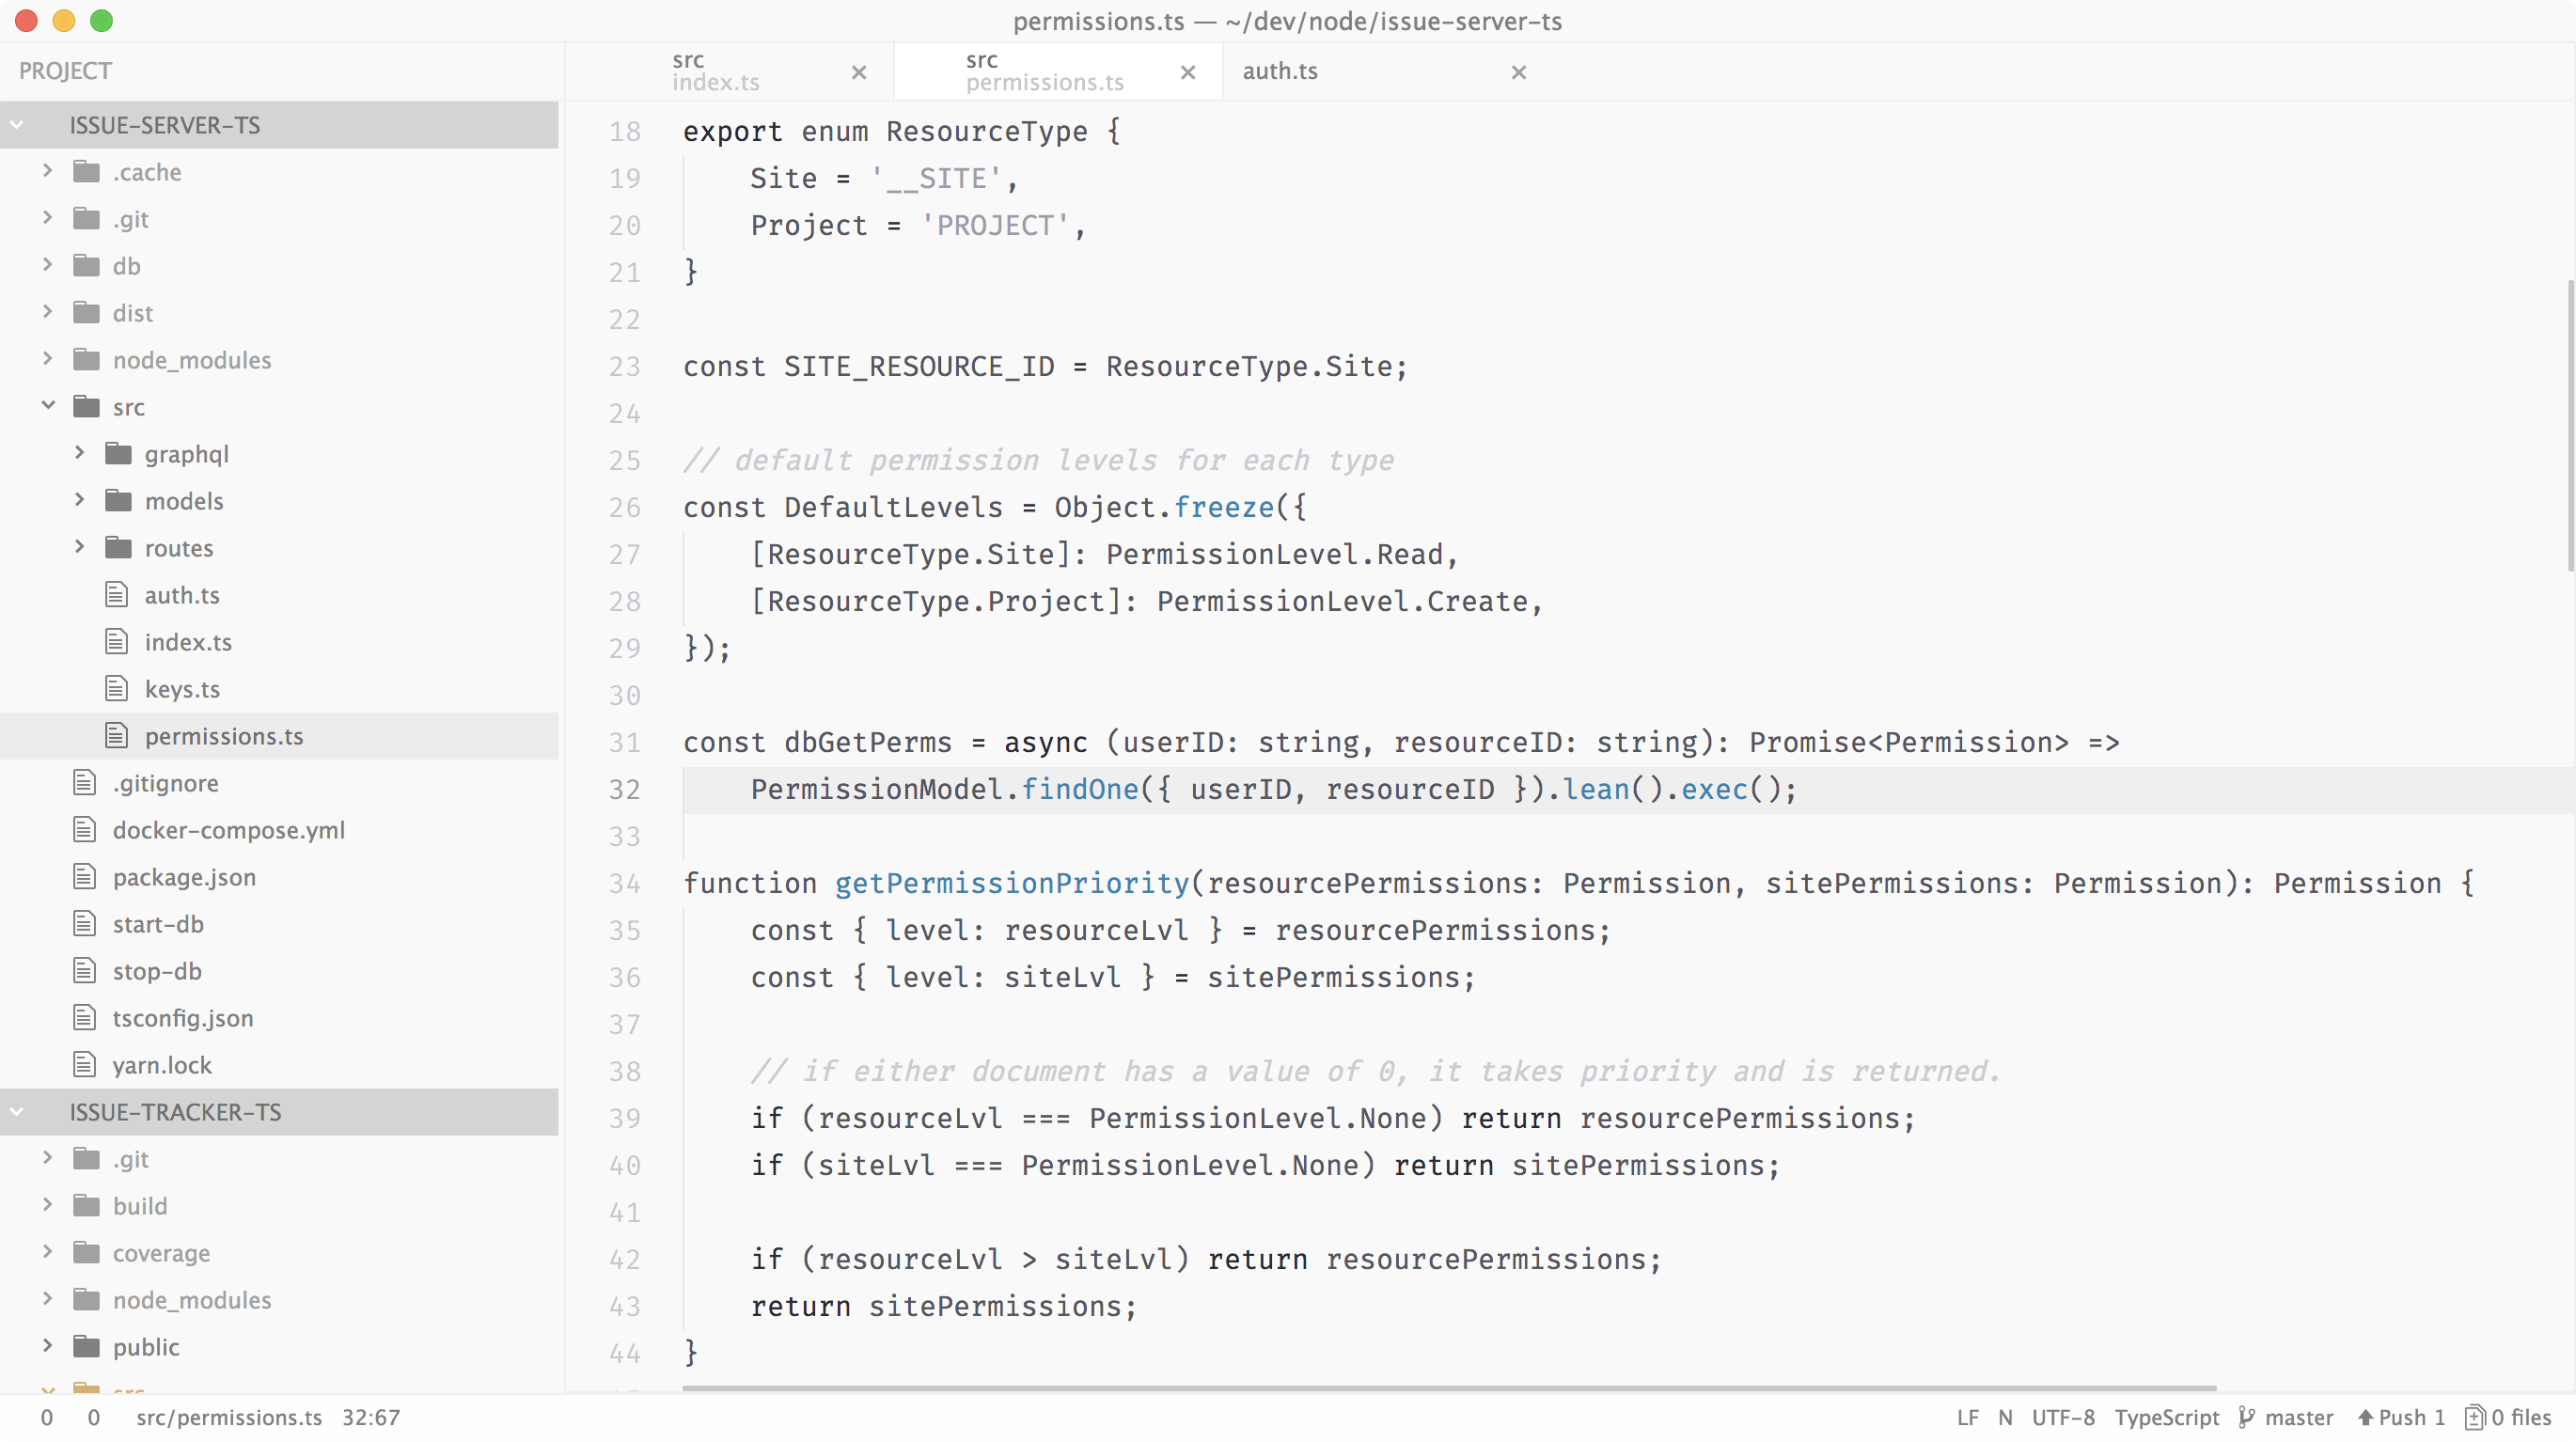 permissions.ts — ~/dev/node/issue-server-ts
PROJECT
ISSUE-SERVER-TS
.cache
.git
db
dist
node_modules
src
graphql
models
routes
auth.ts
index.ts
keys.ts
permissions.ts
.gitignore
docker-compose.yml
package.json
start-db
stop-db
tsconfig.json
yarn.lock
ISSUE-TRACKER-TS
.git
build
coverage
node_modules
public
src
src
index.ts
src
permissions.ts
auth.ts
18 export enum ResourceType {
19     Site = '__SITE',
20     Project = 'PROJECT',
21 }
22
23 const SITE_RESOURCE_ID = ResourceType.Site;
24
25 // default permission levels for each type
26 const DefaultLevels = Object.freeze({
27     [ResourceType.Site]: PermissionLevel.Read,
28     [ResourceType.Project]: PermissionLevel.Create,
29 });
30
31 const dbGetPerms = async (userID: string, resourceID: string): Promise<Permission> =>
32     PermissionModel.findOne({ userID, resourceID }).lean().exec();
33
34 function getPermissionPriority(resourcePermissions: Permission, sitePermissions: Permission): Permission {
35     const { level: resourceLvl } = resourcePermissions;
36     const { level: siteLvl } = sitePermissions;
37
38     // if either document has a value of 0, it takes priority and is returned.
39     if (resourceLvl === PermissionLevel.None) return resourcePermissions;
40     if (siteLvl === PermissionLevel.None) return sitePermissions;
41
42     if (resourceLvl > siteLvl) return resourcePermissions;
43     return sitePermissions;
44 }
0 0 src/permissions.ts 32:67
LF N UTF-8 TypeScript master Push 1 0 files